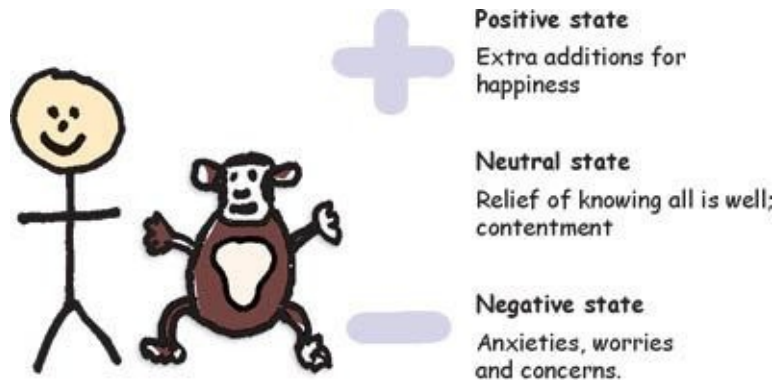 Positive state
Extra additions for
happiness
Neutral state
Relief of knowing all is well;
contentment
Negative state
Anxieties, worries
and concerns.